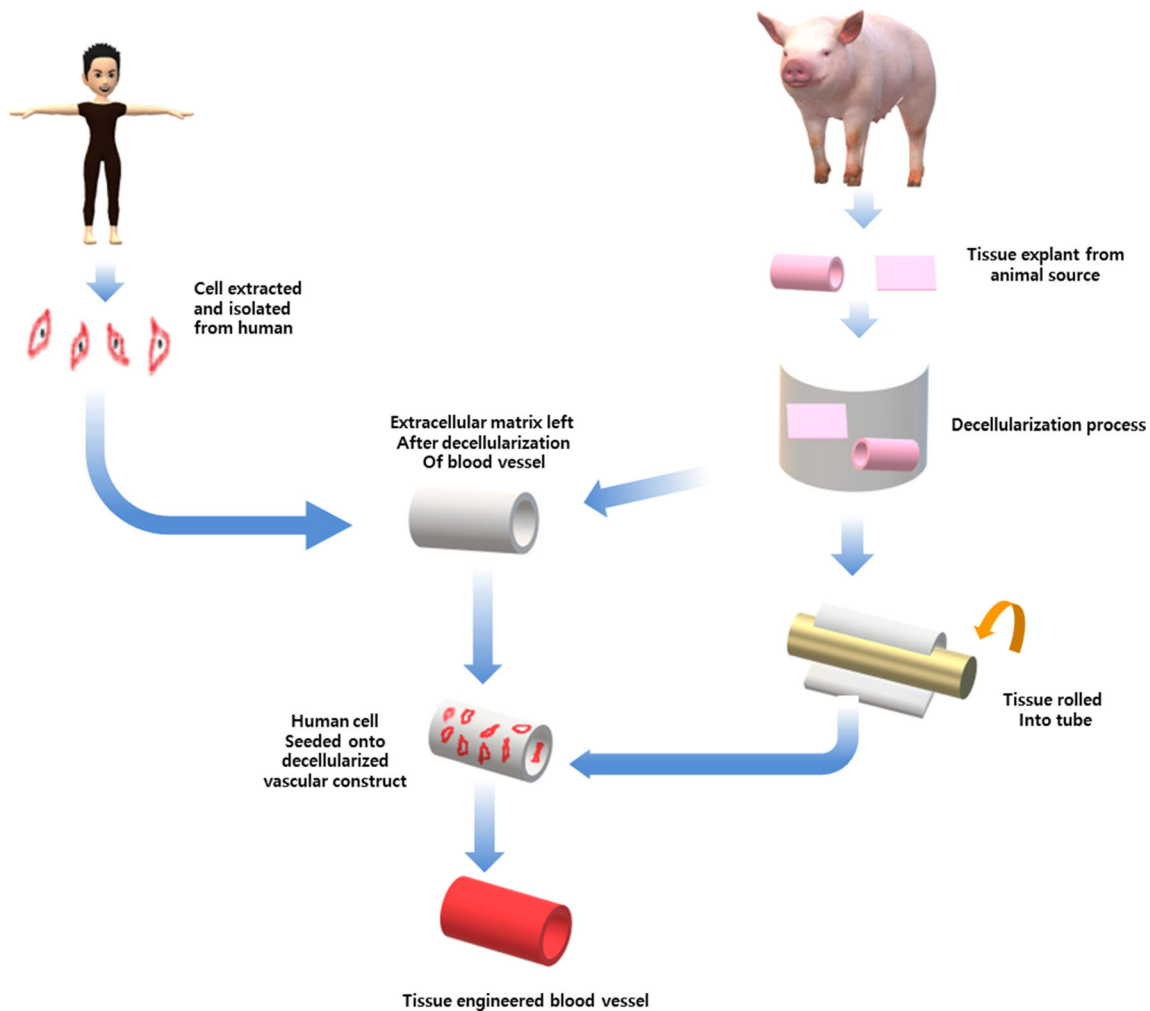 Tissue explant from
animal source
Cell extracted
and isolated
from human
Extracellular matrix left
After decellularization
Of blood vessel
Decellularization process
Tissue rolled
Into tube
Human cell
Seeded onto
decellularized
vascular construct
Tissue engineered blood vessel